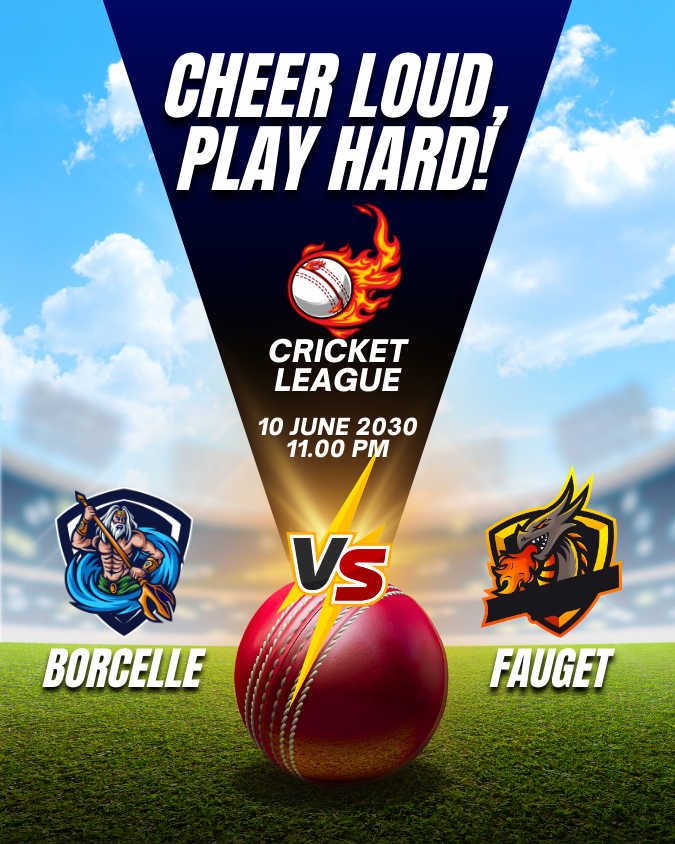 CHEER LOUD,
PLAY HARD!
CRICKET
LEAGUE
10 JUNE 2030
11.00 PM
VS
BORCELLE
FAUGET